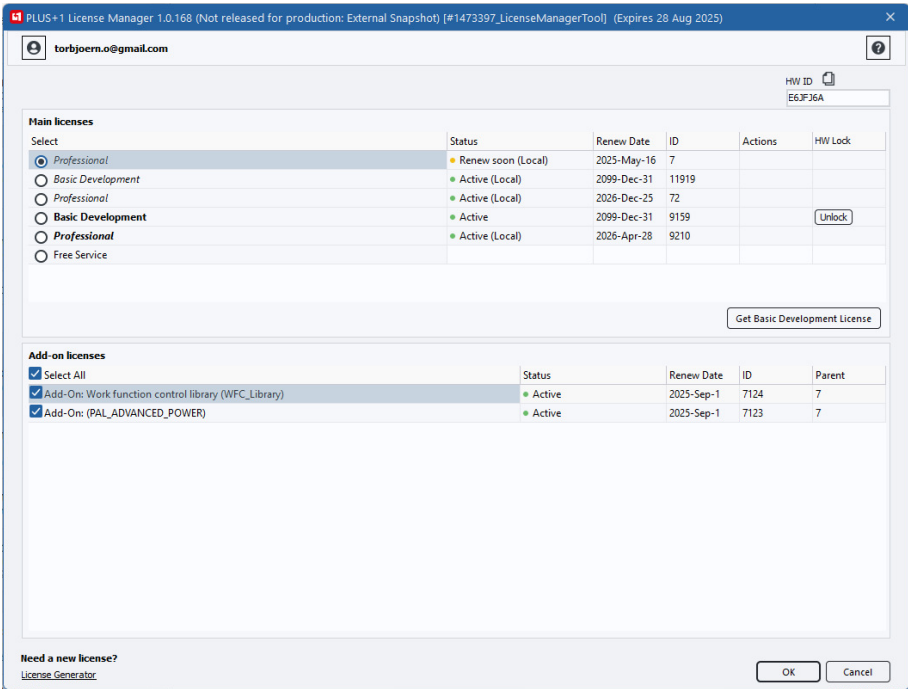 PLUS+1 License Manager 1.0.168 (Not released for production: External Snapshot) [#1473397_LicenseManagerTool] (Expires 28 Aug 2025)
torbjoern.o@gmail.com
HW ID
E6JFJ6A
Main licenses
Select Status Renew Date ID Actions HW Lock
Professional Renew soon (Local) 2025-May-16 7
Basic Development Active (Local) 2099-Dec-31 11919
Professional Active (Local) 2026-Dec-25 72
Basic Development Active 2099-Dec-31 9159 Unlock
Professional Active (Local) 2026-Apr-28 9210
Free Service
Get Basic Development License
Add-on licenses
Select All Status Renew Date ID Parent
Add-On: Work function control library (WFC_Library) Active 2025-Sep-1 7124 7
Add-On: (PAL_ADVANCED_POWER) Active 2025-Sep-1 7123 7
Need a new license?
License Generator
OK Cancel